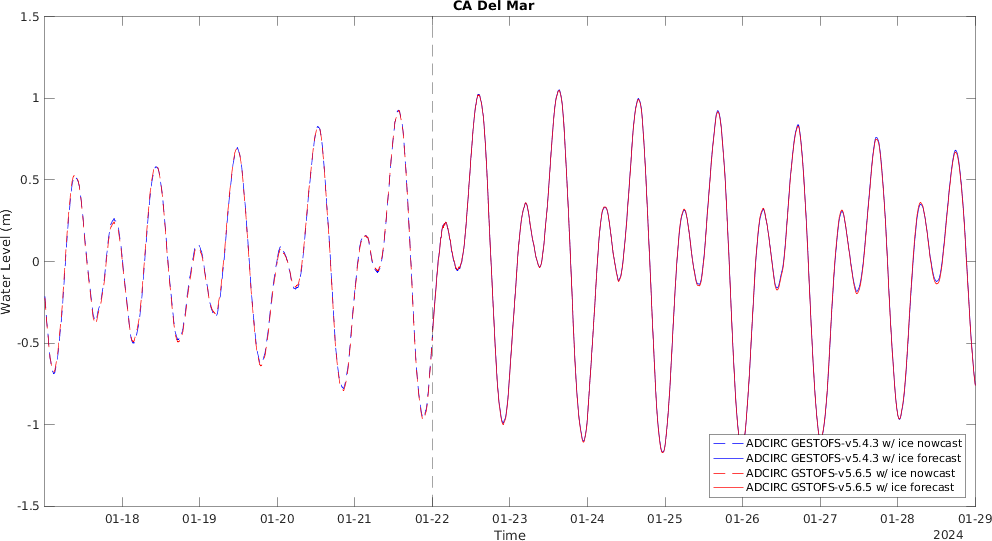 CA Del Mar
1.5
1
0.5
0
-0.5
-1
-1.5
Water Level (m)
01-18
01-19
01-20
01-21
01-22
01-23
01-24
01-25
01-26
01-27
01-28
01-29
2024
Time
ADCIRC GESTOFS-v5.4.3 w/ ice nowcast
ADCIRC GESTOFS-v5.4.3 w/ ice forecast
ADCIRC GSTOFS-v5.6.5 w/ ice nowcast
ADCIRC GSTOFS-v5.6.5 w/ ice forecast